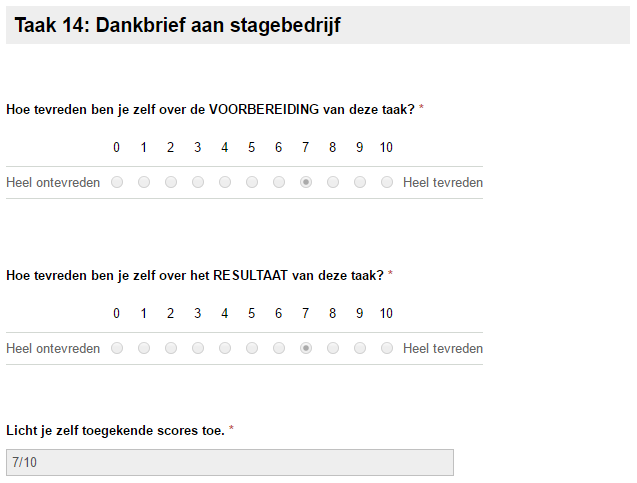 Taak 14: Dankbrief aan stagebedrijf
Hoe tevreden ben je zelf over de VOORBEREIDING van deze taak? *
0 1 2 3 4 5 6 7 8 9 10
Heel ontevreden Heel tevreden
Hoe tevreden ben je zelf over het RESULTAAT van deze taak? *
0 1 2 3 4 5 6 7 8 9 10
Heel ontevreden Heel tevreden
Licht je zelf toegekende scores toe. *
7/10